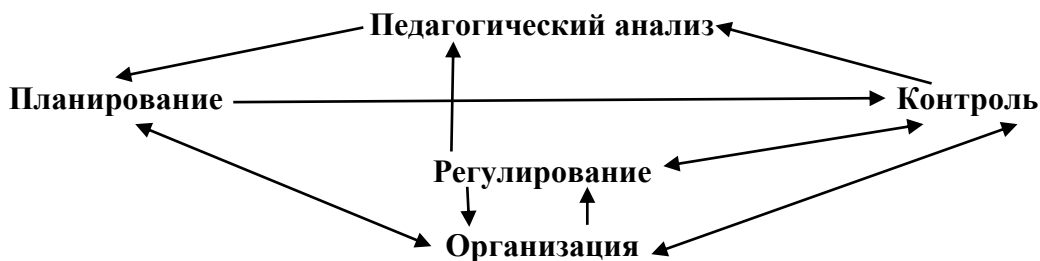 Педагогический анализ
Планирование
Контроль
Регулирование
Организация